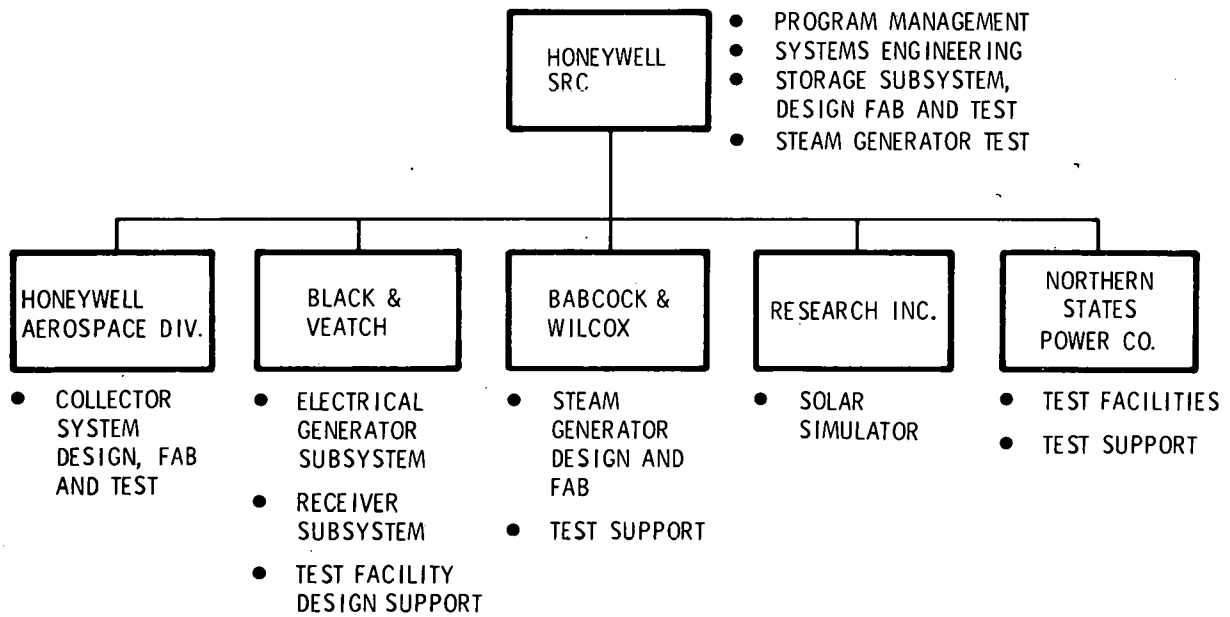 HONEYWELL
SRC
● PROGRAM MANAGEMENT
● SYSTEMS ENGINEERING
● STORAGE SUBSYSTEM,
DESIGN FAB AND TEST
● STEAM GENERATOR TEST
HONEYWELL
AEROSPACE DIV.
● COLLECTOR
SYSTEM
DESIGN, FAB
AND TEST
BLACK &
VEATCH
● ELECTRICAL
GENERATOR
SUBSYSTEM
● RECEIVER
SUBSYSTEM
● TEST FACILITY
DESIGN SUPPORT
BABCOCK &
WILCOX
● STEAM
GENERATOR
DESIGN AND
FAB
● TEST SUPPORT
RESEARCH INC.
● SOLAR
SIMULATOR
NORTHERN
STATES
POWER CO.
● TEST FACILITIES
● TEST SUPPORT